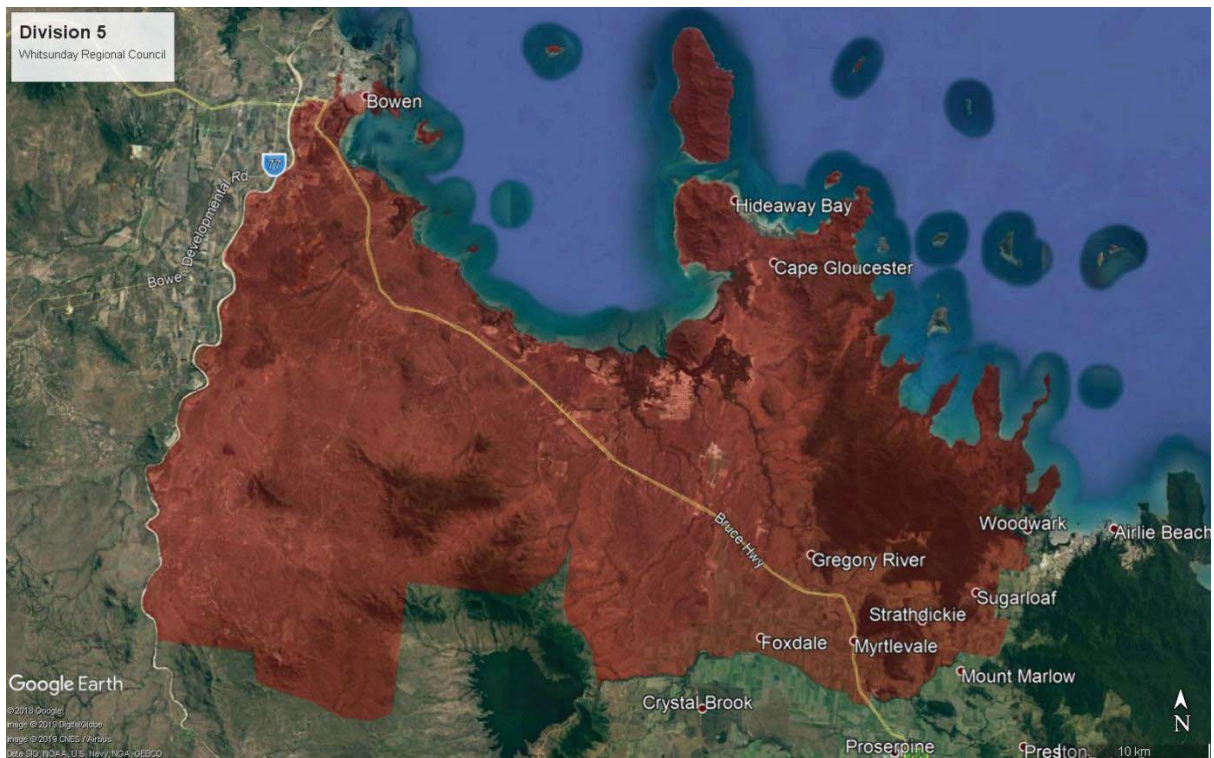 Division 5
Whitsunday Regional Council
Bowen
77
Bowen Developmental Rd
Hideaway Bay
Cape Gloucester
Woodwark
Airlie Beach
Bruce Hwy
Gregory River
Sugarloaf
Strathdickie
Foxdale
Myrtlevale
Mount Marlow
Google Earth
Crystal Brook
©2018 Google
Image © 2019 DigitalGlobe
Image © 2019 CNES / Airbus
Data SIO, NOAA, U.S. Navy, NGA, GEBCO
Proserpine
Preston
10 km
N